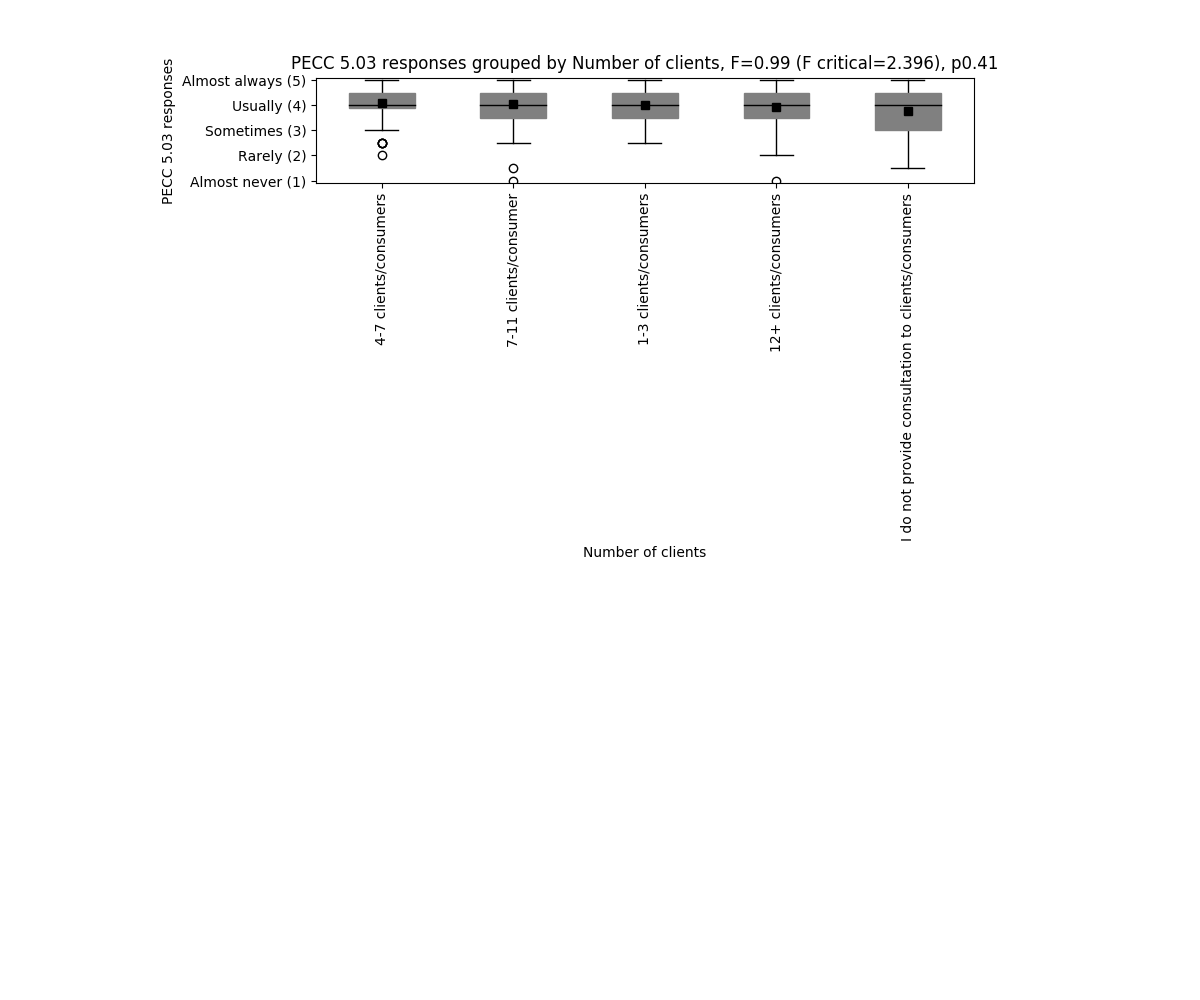 PECC 5.03 responses grouped by Number of clients, F=0.99 (F critical=2.396), p0.41
PECC 5.03 responses
Almost always (5)
Usually (4)
Sometimes (3)
Rarely (2)
Almost never (1)
4-7 clients/consumers
7-11 clients/consumer
1-3 clients/consumers
12+ clients/consumers
I do not provide consultation to clients/consumers
Number of clients